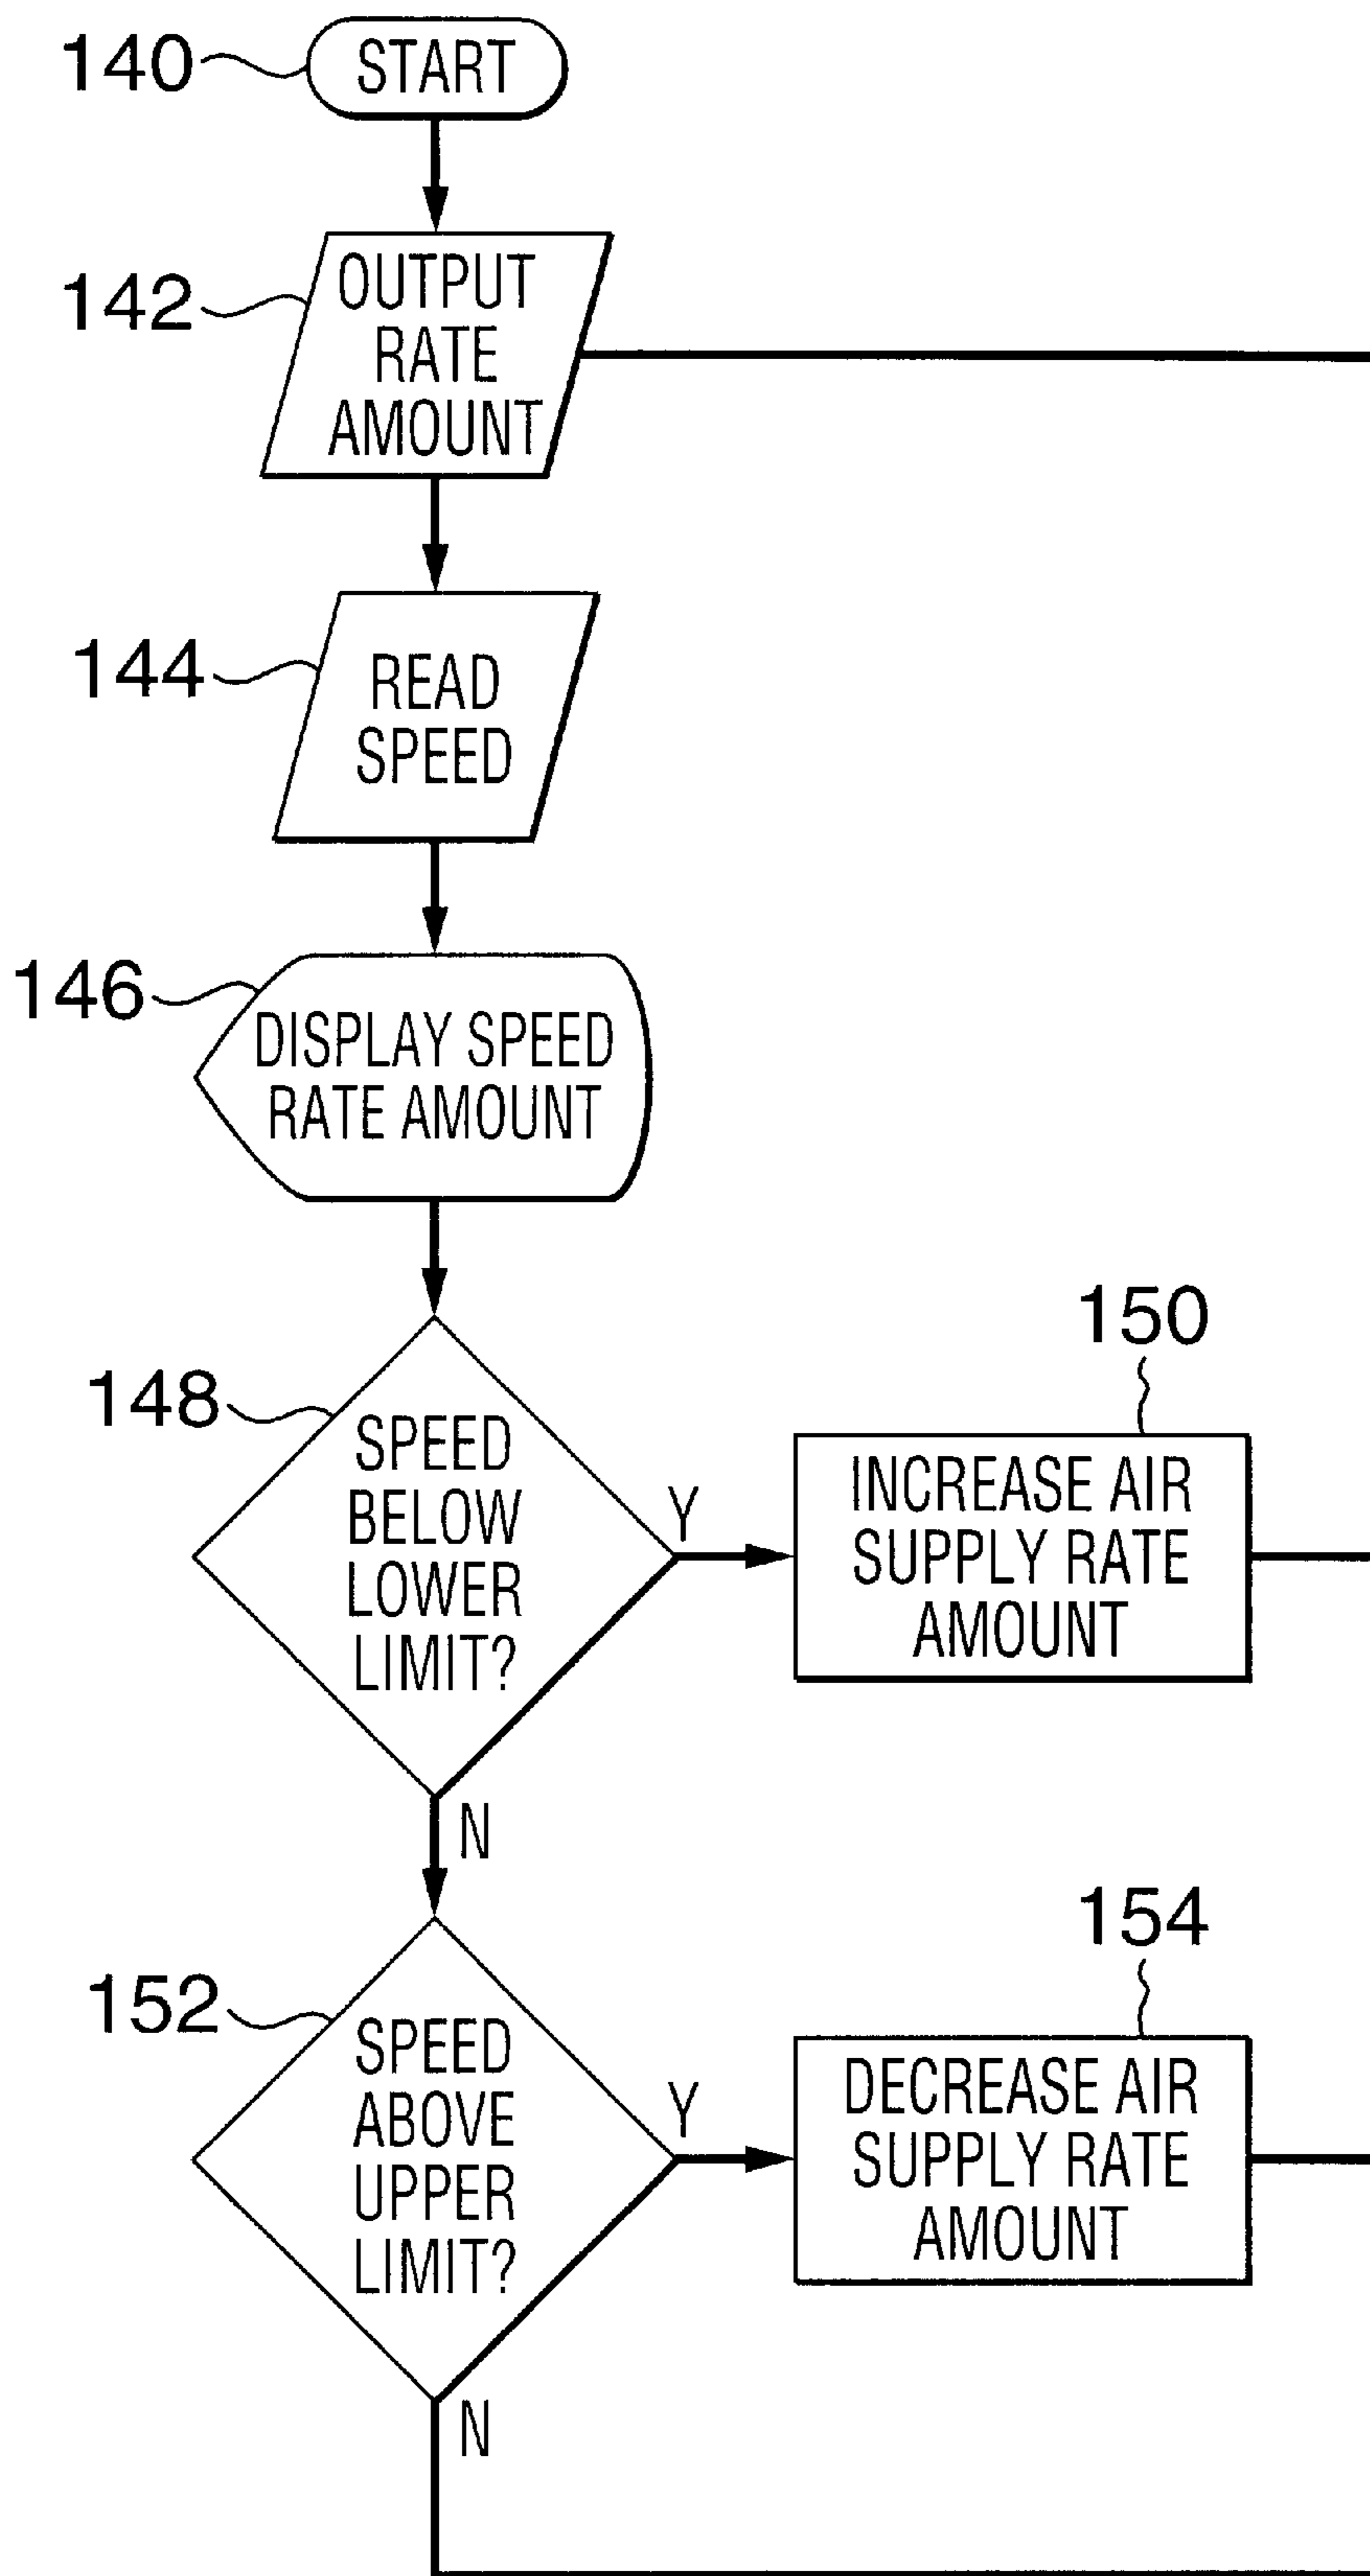 140
START
142
OUTPUT
RATE
AMOUNT
144
READ
SPEED
146
DISPLAY SPEED
RATE AMOUNT
148
SPEED
BELOW
LOWER
LIMIT?
Y
N
150
INCREASE AIR
SUPPLY RATE
AMOUNT
152
SPEED
ABOVE
UPPER
LIMIT?
Y
N
154
DECREASE AIR
SUPPLY RATE
AMOUNT